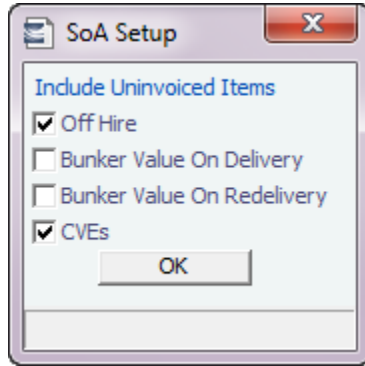 SoA Setup
Include Uninvoiced Items
Off Hire
Bunker Value On Delivery
Bunker Value On Redelivery
CVEs
OK